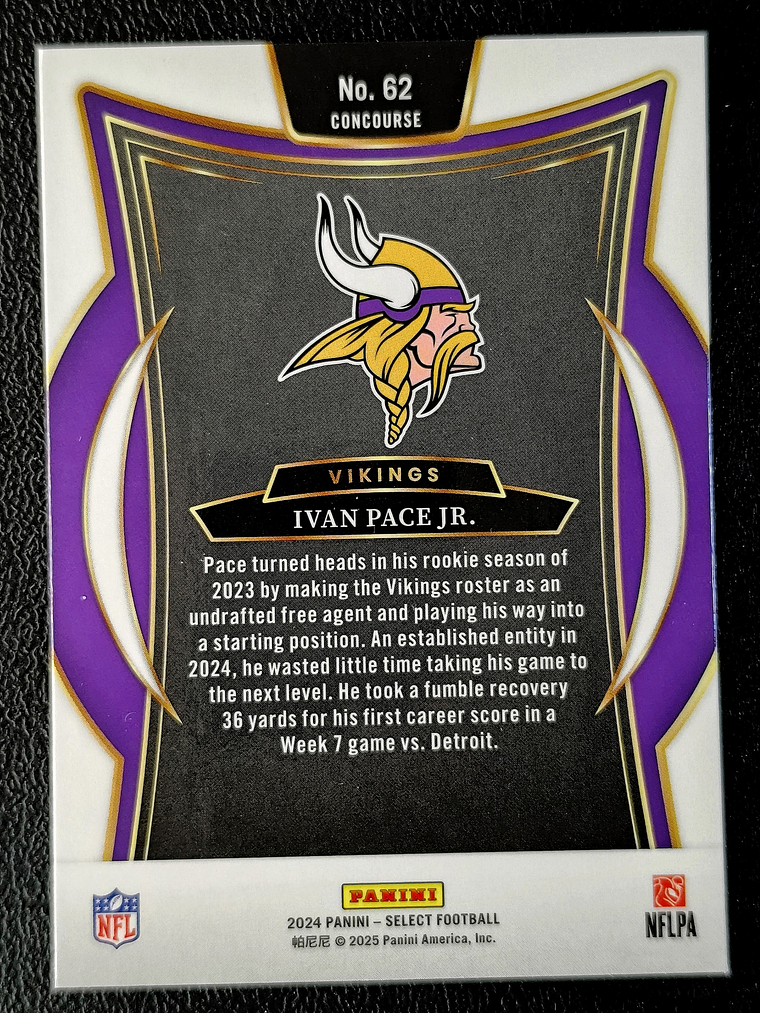 No. 62
CONCOURSE
VIKINGS
IVAN PACE JR.
Pace turned heads in his rookie season of
2023 by making the Vikings roster as an
undrafted free agent and playing his way into
a starting position. An established entity in
2024, he wasted little time taking his game to
the next level. He took a fumble recovery
36 yards for his first career score in a
Week 7 game vs. Detroit.
PANINI
NFL
2024 PANINI – SELECT FOOTBALL
帕尼尼 © 2025 Panini America, Inc.
NFLPA